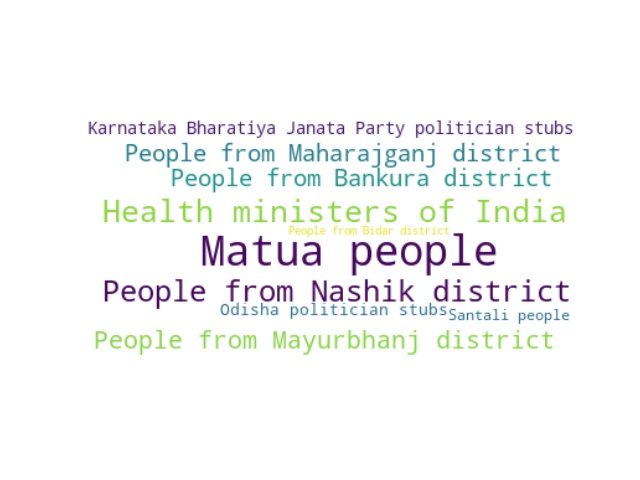 Karnataka Bharatiya Janata Party politician stubs
People from Maharajganj district
People from Bankura district
Health ministers of India
People from Bidar district
Matua people
People from Nashik district
Odisha politician stubs
Santali people
People from Mayurbhanj district